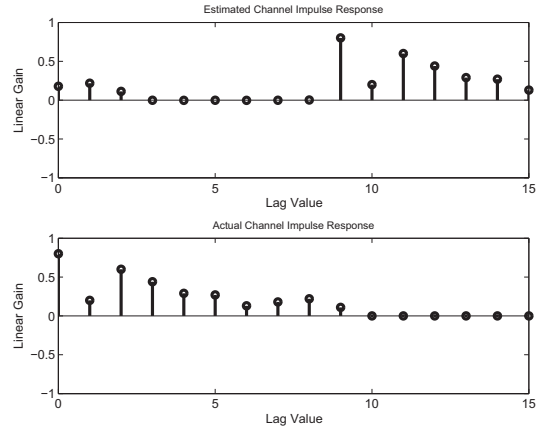 Estimated Channel Impulse Response
1
0.5
0
−0.5
−1
Linear Gain
0 5 10 15
Lag Value
Actual Channel Impulse Response
1
0.5
0
−0.5
−1
Linear Gain
0 5 10 15
Lag Value